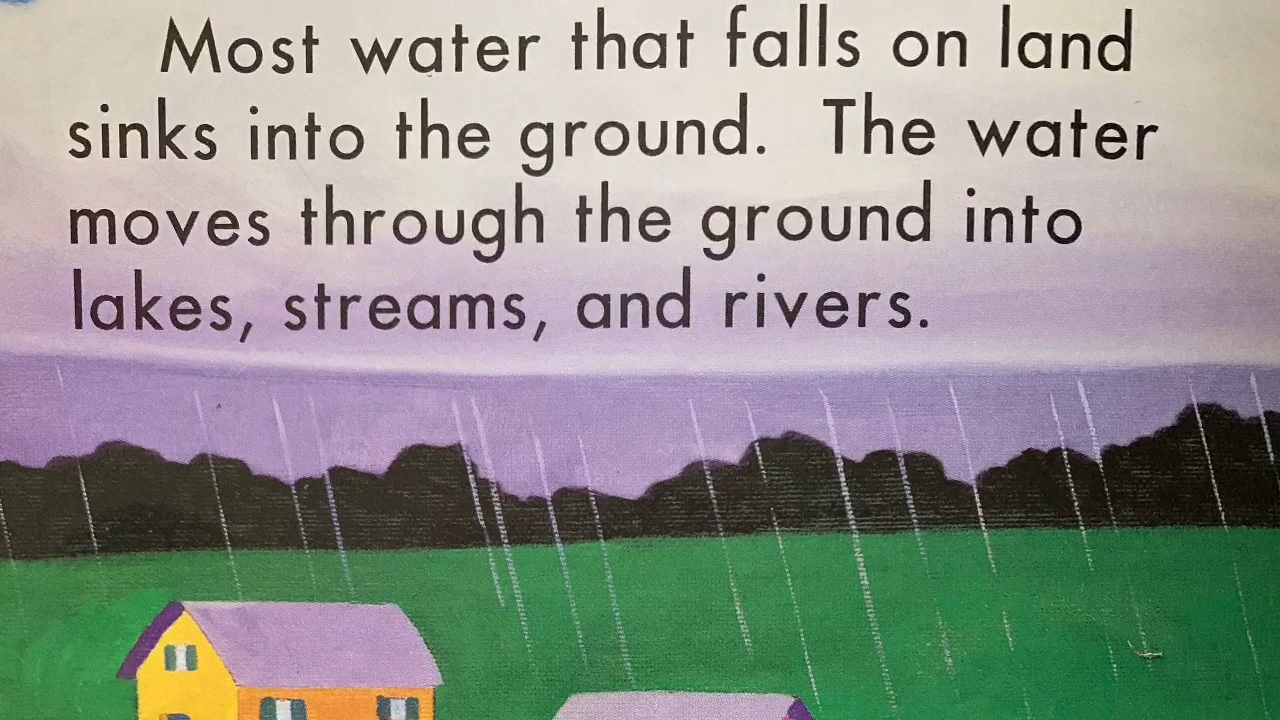 Most water that falls on land
sinks into the ground. The water
moves through the ground into
lakes, streams, and rivers.